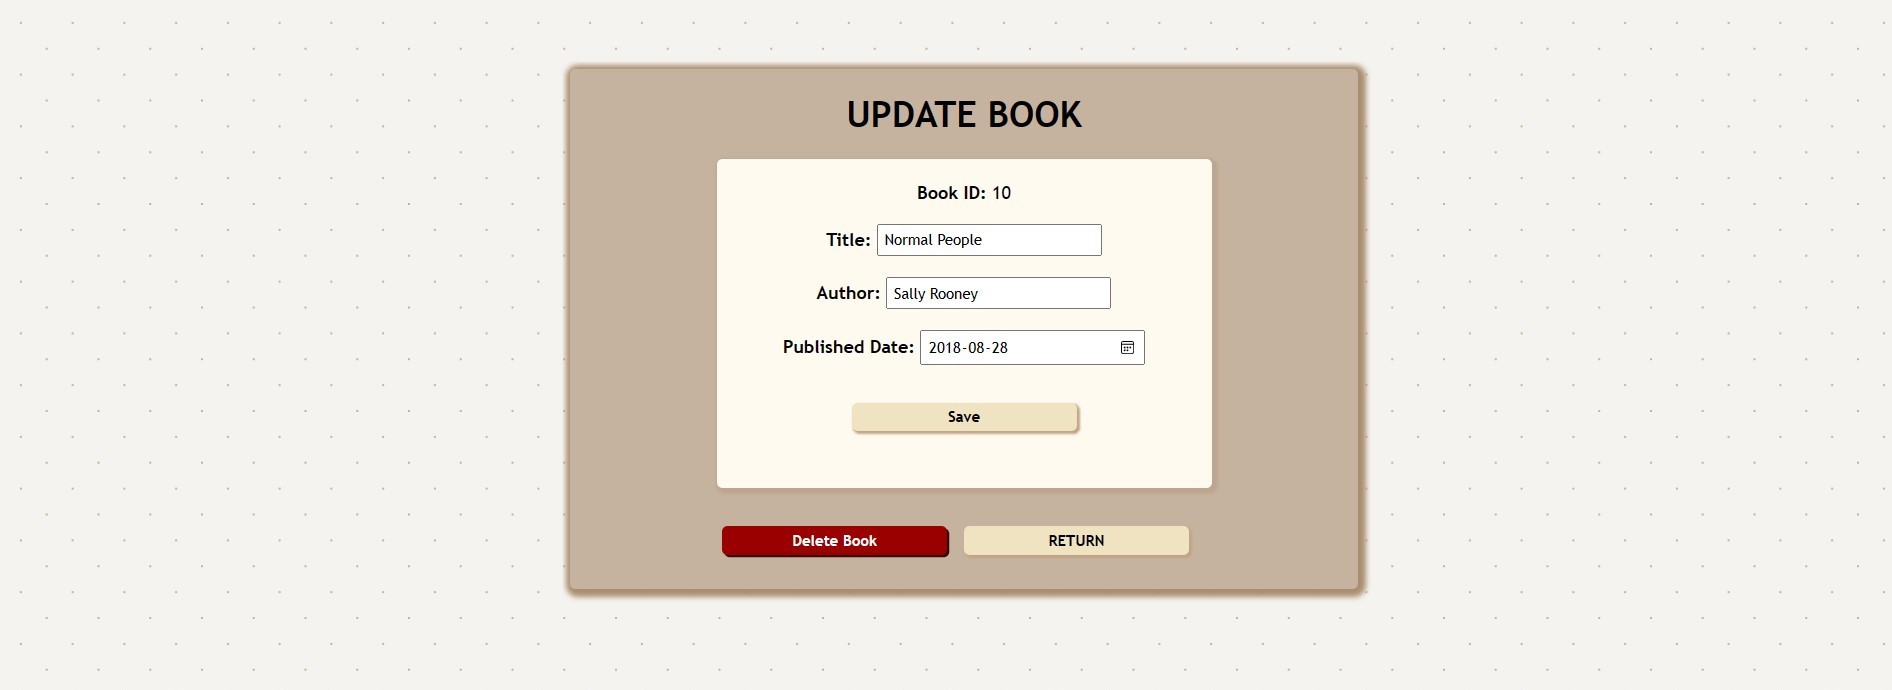 UPDATE BOOK
Book ID: 10
Title: Normal People
Author: Sally Rooney
Published Date: 2018-08-28
Save
Delete Book RETURN